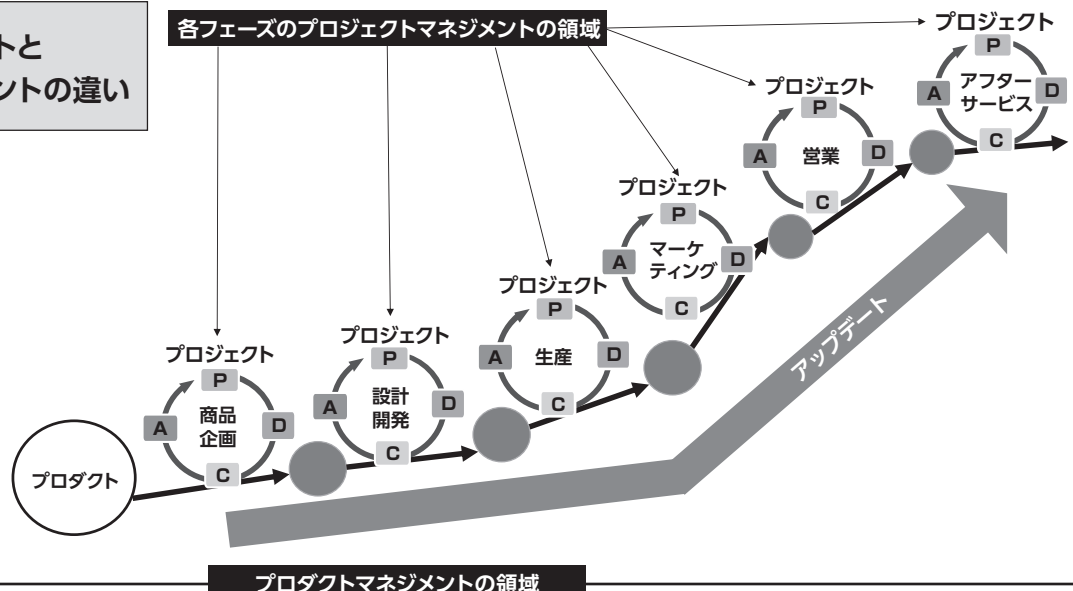 トと
ントの違い
各フェーズのプロジェクトマネジメントの領域
プロジェクト
P
A
商品
企画
D
C
プロジェクト
P
A
設計
開発
D
C
プロジェクト
P
A
生産
D
C
プロジェクト
P
A
マーケ
ティング
D
C
プロジェクト
P
A
営業
D
C
プロジェクト
P
A
アフター
サービス
D
C
プロダクト
アップデート
プロダクトマネジメントの領域